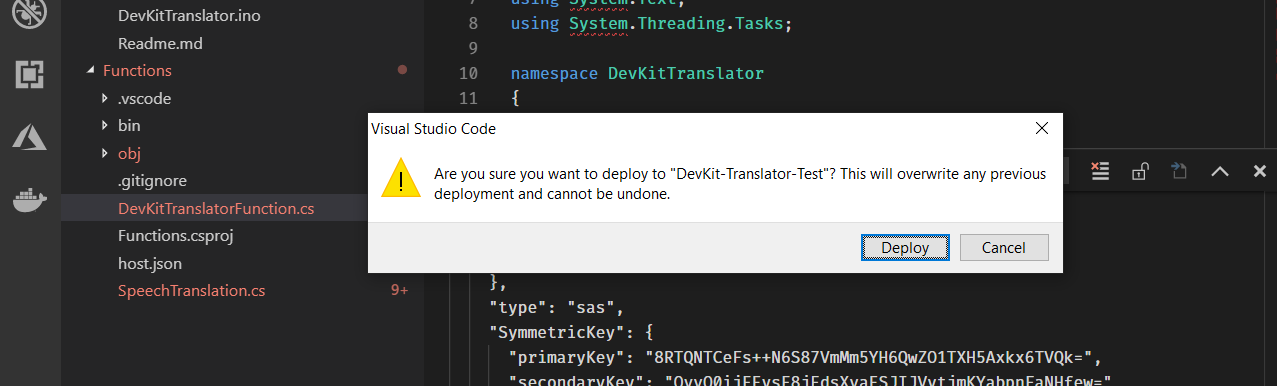 DevKitTranslator.ino
Readme.md
Functions
.vscode
bin
obj
.gitignore
DevKitTranslatorFunction.cs
Functions.csproj
host.json
SpeechTranslation.cs 9+
7 using System.Text;
8 using System.Threading.Tasks;
9
10 namespace DevKitTranslator
11 {
Visual Studio Code
Are you sure you want to deploy to "DevKit-Translator-Test"? This will overwrite any previous
deployment and cannot be undone.
Deploy Cancel
},
"type": "sas",
"SymmetricKey": {
"primaryKey": "8RTQNTCeFs++N6S87VmMm5YH6QwZO1TXH5Axkx6TVQk=",
"secondaryKey":